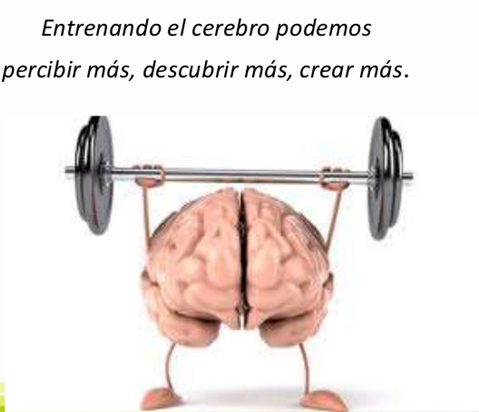 Entrenando el cerebro podemos
percibir más, descubrir más, crear más.